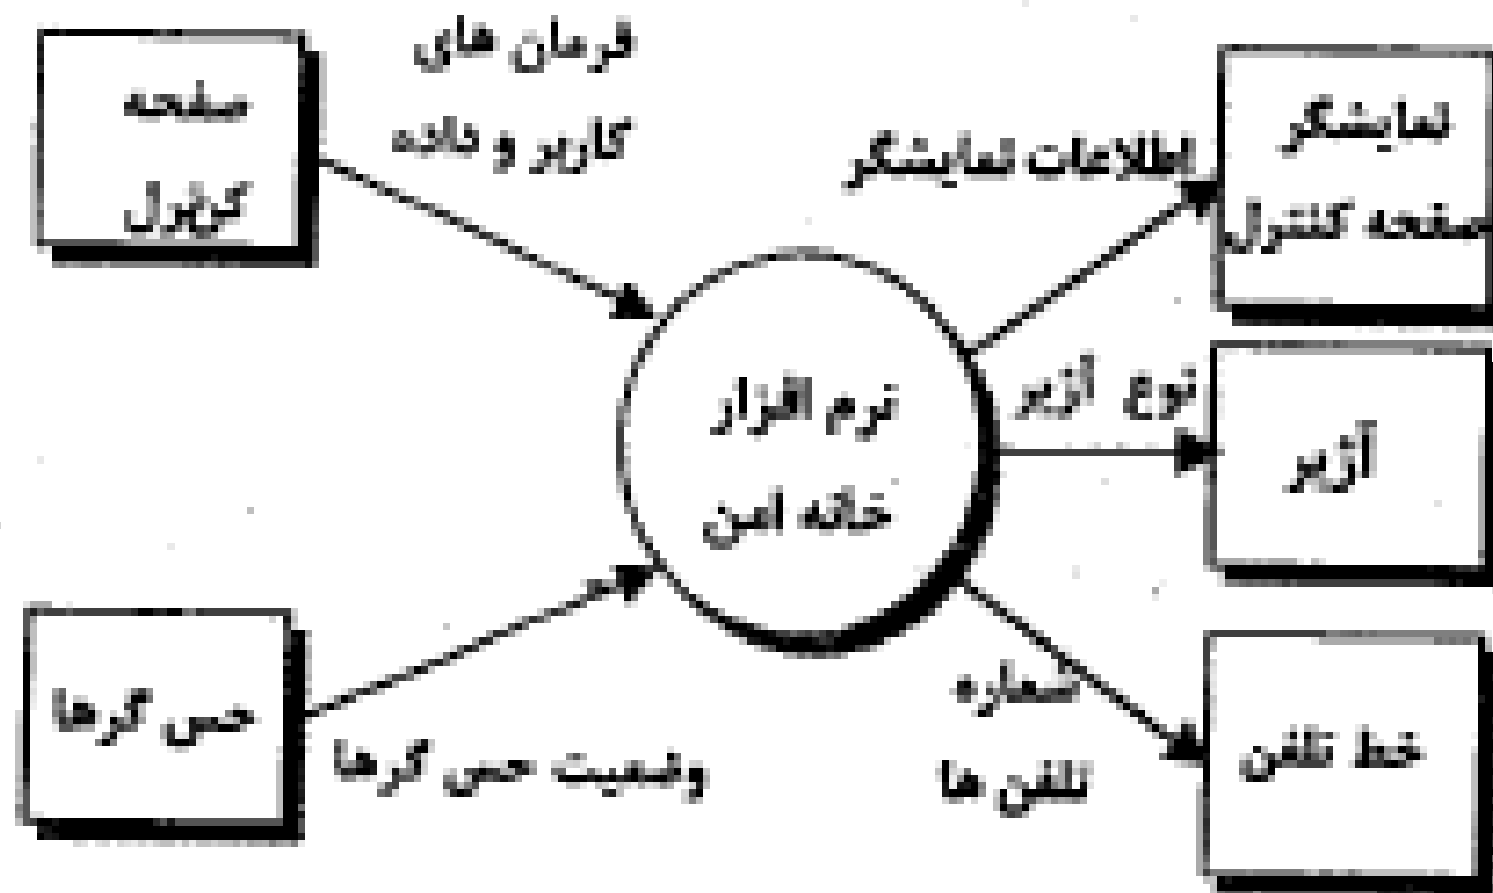 صفحه
کنترل
فرمان های
کاربر و داده
اطلاعات نمایشگر
نمایشگر
صفحه کنترل
نرم افزار
خانه امن
نوع آژیر
آژیر
حس گرها
وضعیت حس گرها
شماره
تلفن ها
خط تلفن